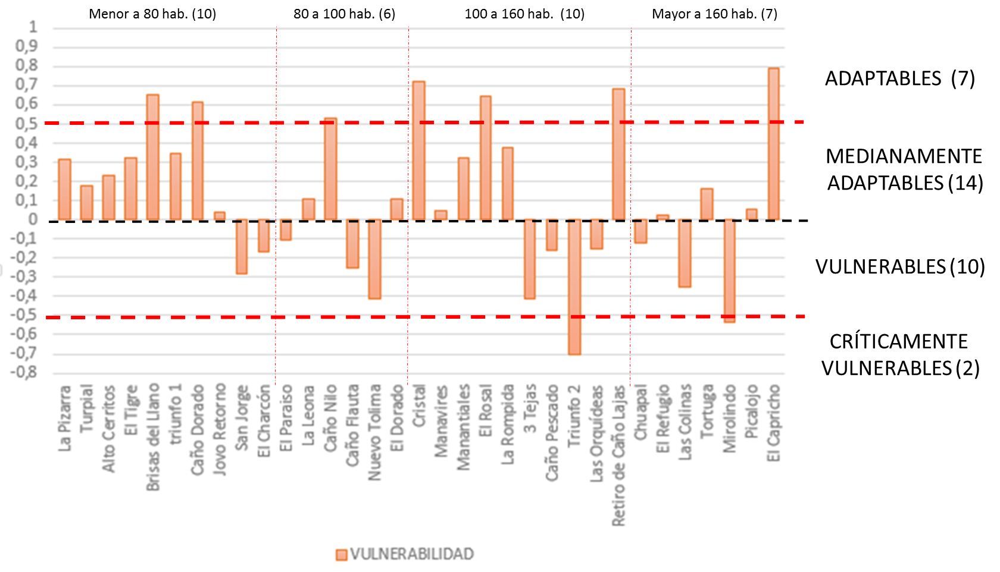 Menor a 80 hab. (10)
80 a 100 hab. (6)
100 a 160 hab. (10)
Mayor a 160 hab. (7)
1
0,9
0,8
0,7
0,6
0,5
0,4
0,3
0,2
0,1
0
-0,1
-0,2
-0,3
-0,4
-0,5
-0,6
-0,7
-0,8
ADAPTABLES (7)
MEDIANAMENTE
ADAPTABLES (14)
VULNERABLES (10)
CRÍTICAMENTE
VULNERABLES (2)
La Pizarra
Turpial
Alto Cerritos
El Tigre
Brisas del Llano
triunfo 1
Caño Dorado
Jovo Retorno
San Jorge
El Charcón
El Paraiso
La Leona
Caño Nilo
Caño Flauta
Nuevo Tolima
El Dorado
Cristal
Manavires
Manantiales
El Rosal
La Rompida
3 Tejas
Caño Pescado
Triunfo 2
Las Orquídeas
Retiro de Caño Lajas
Chuapal
El Refugio
Las Colinas
Tortuga
Mirolindo
Picalojo
El Capricho
VULNERABILIDAD